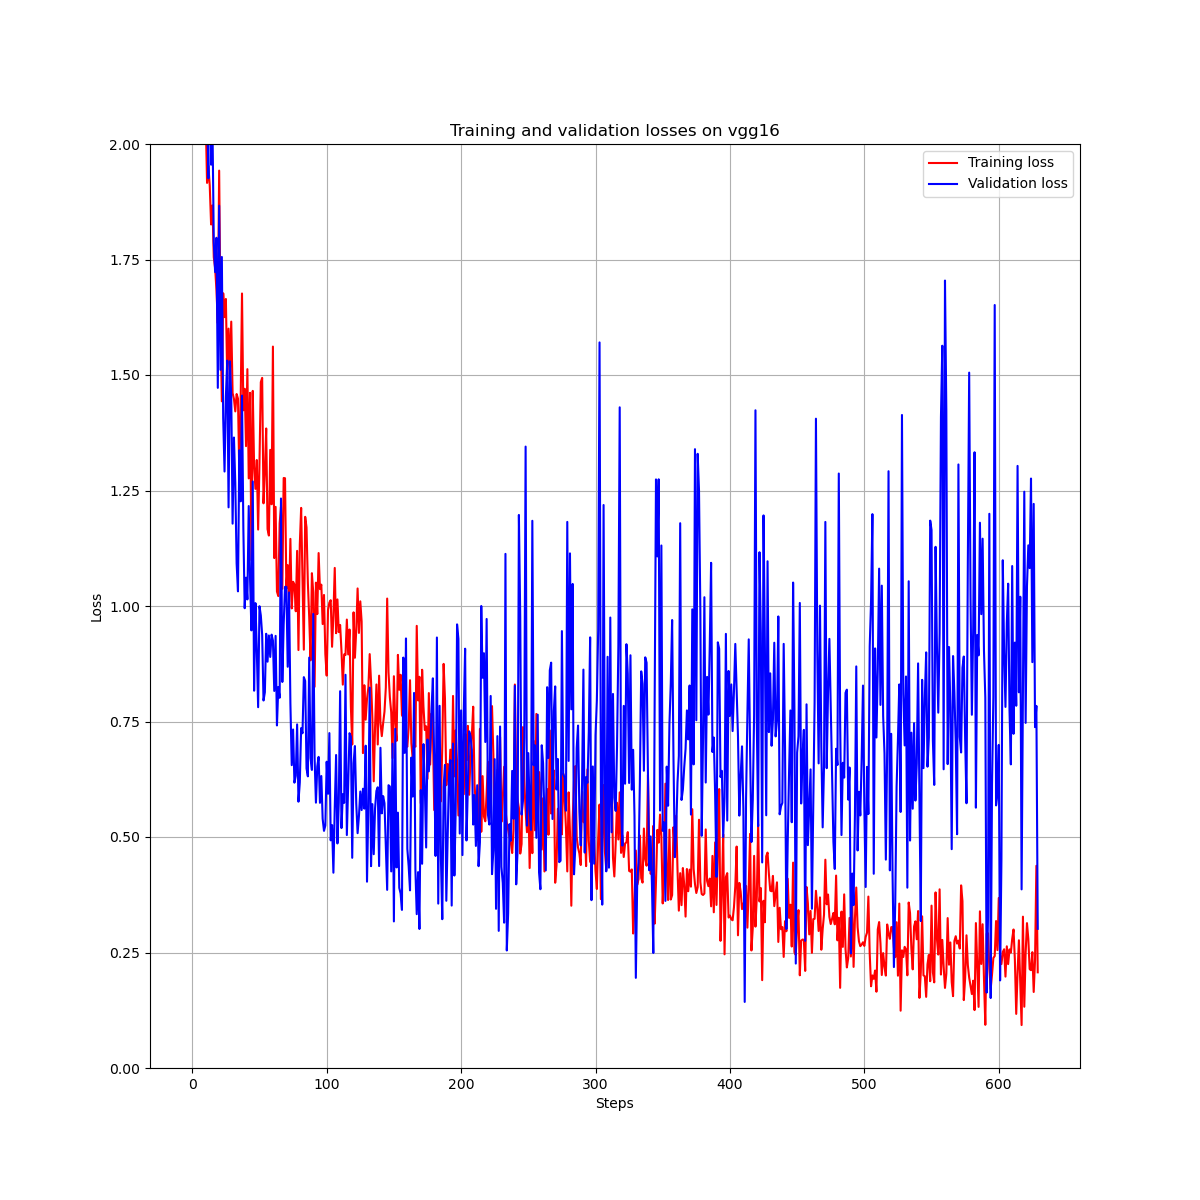 Training and validation losses on vgg16
Training loss
Validation loss
2.00
1.75
1.50
1.25
1.00
0.75
0.50
0.25
0.00
Loss
0 100 200 300 400 500 600
Steps